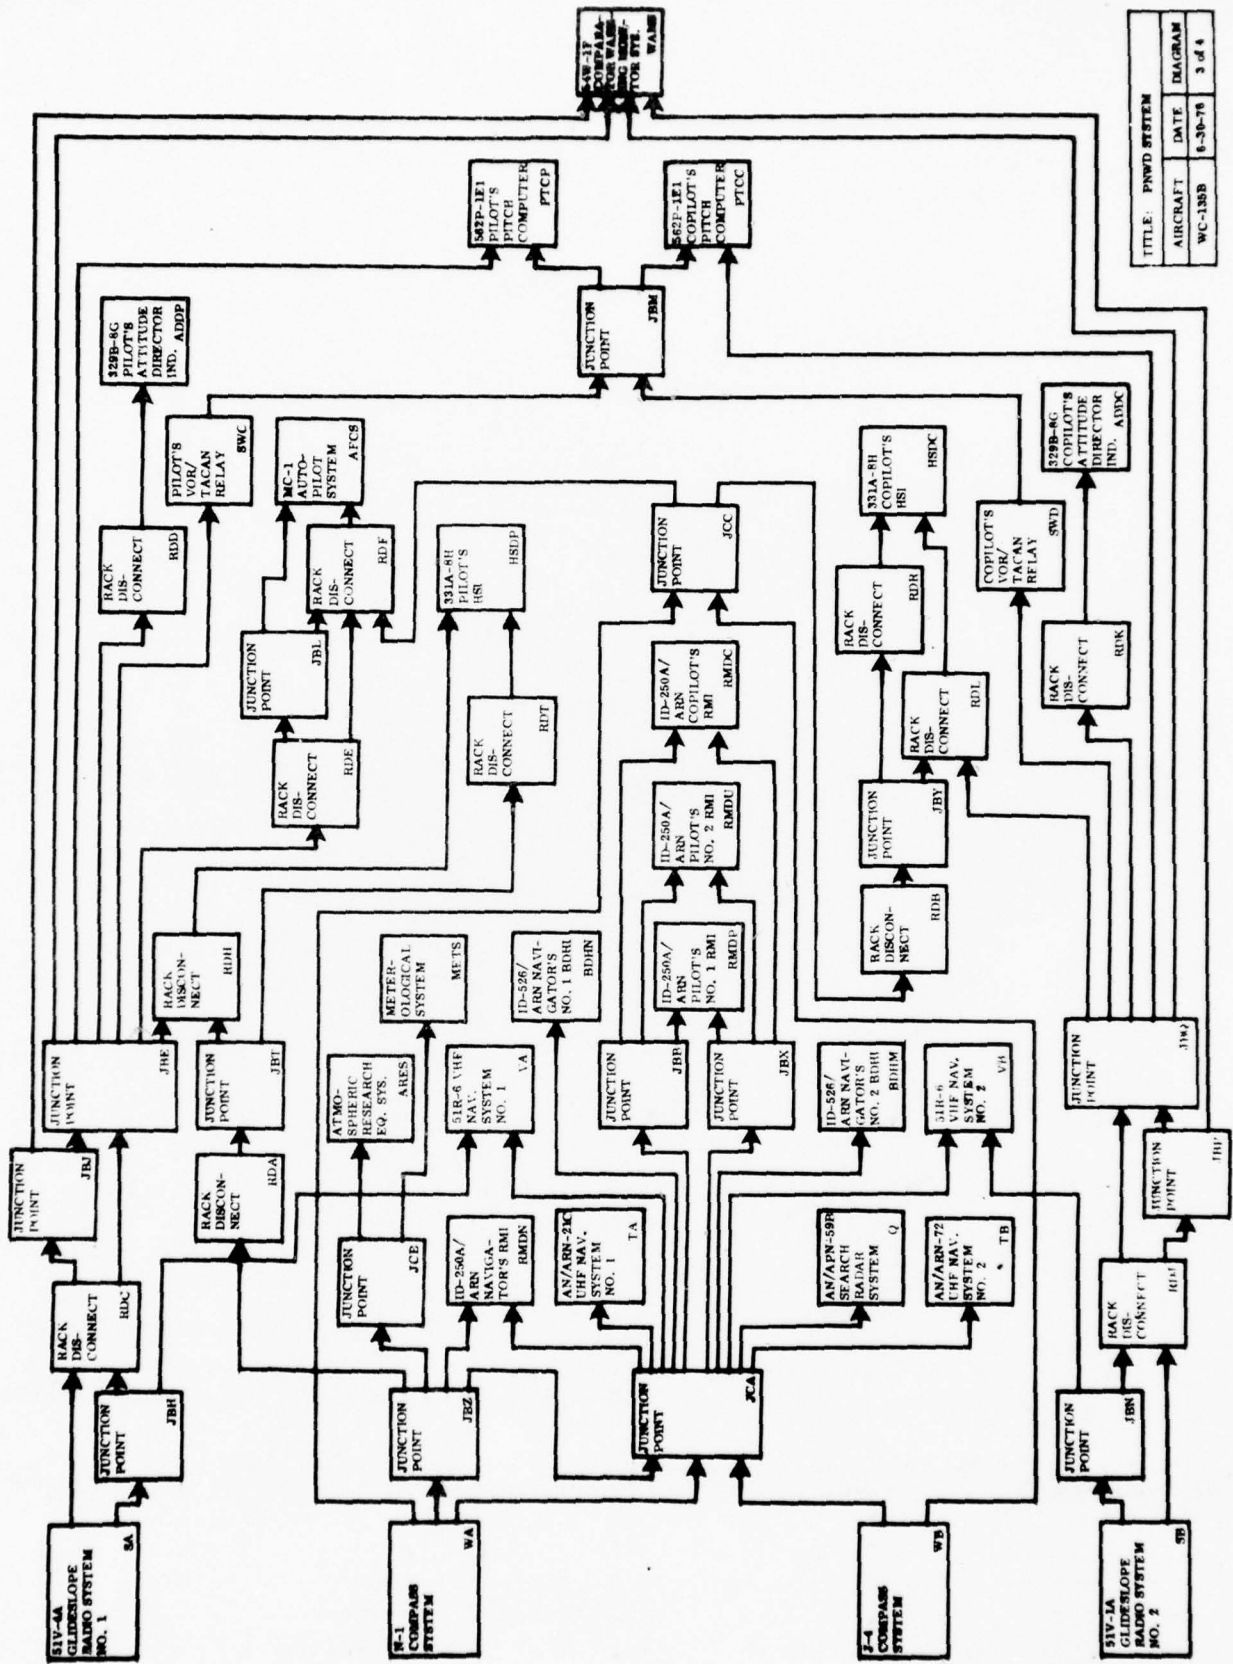 54W-1F
COMPARA-
TOR WARN-
ING MONI-
TOR SYS.
WAMS
TITLE: PNWD SYSTEM
AIRCRAFT
DATE
DIAGRAM
WC-135B
6-30-76
3 of 4
562P-1E1
PILOT'S
PITCH
COMPUTER
PTCP
562P-1E1
COPILOT'S
PITCH
COMPUTER
PTCC
329B-8G
PILOT'S
ATTITUDE
DIRECTOR
IND. ADDP
JUNCTION
POINT
JBM
PILOT'S
VOR/
TACAN
RELAY
SWC
MC-1
AUTO-
PILOT
SYSTEM
AFCS
329B-8G
COPILOT'S
ATTITUDE
DIRECTOR
IND. ADDC
331A-8H
COPILOT'S
HSI
HSDC
RACK
DIS-
CONNECT
RDD
RACK
DIS-
CONNECT
RDF
331A-8H
PILOT'S
HSI
HSDP
JUNCTION
POINT
JCC
COPILOT'S
VOR/
TACAN
RELAY
SWD
RACK
DIS-
CONNECT
RDR
JUNCTION
POINT
JBL
RACK
DIS-
CONNECT
RDK
ID-250A/
ARN
COPILOT'S
RMI
RMDC
RACK
DIS-
CONNECT
RDL
RACK
DIS-
CONNECT
RDE
RACK
DIS-
CONNECT
RDT
ID-250A/
ARN
PILOT'S
NO. 2 RMI
RMDU
JUNCTION
POINT
JBY
RACK
DISCON-
NECT
RDH
METER-
OLOGICAL
SYSTEM
METS
ID-526/
ARN NAVI-
GATOR'S
NO. 1 BDHI
BDHN
ID-250A/
ARN
PILOT'S
NO. 1 RMI
RMDP
RACK
DISCON-
NECT
RDB
JUNCTION
POINT
JBE
JUNCTION
POINT
JBT
ATMO-
SPHERIC
RESEARCH
EQ. SYS.
ARES
51R-6 VHF
NAV.
SYSTEM
NO. 1
VA
JUNCTION
POINT
JBR
JUNCTION
POINT
JBX
ID-526/
ARN NAVI-
GATOR'S
NO. 2 BDHI
BDHM
51R-6
VHF NAV.
SYSTEM
NO. 2
VB
JUNCTION
POINT
JBQ
JUNCTION
POINT
JBJ
RACK
DISCON-
NECT
RDA
JUNCTION
POINT
JBP
JUNCTION
POINT
JCE
ID-250A/
ARN
NAVIGA-
TOR'S RMI
RMDN
AN/ARN-21C
UHF NAV.
SYSTEM
NO. 1
TA
AN/APN-59B
SEARCH
RADAR
SYSTEM
Q
AN/ARN-72
UHF NAV.
SYSTEM
NO. 2
TB
RACK
DIS-
CONNECT
RDC
RACK
DIS-
CONNECT
JUNCTION
POINT
JBH
JUNCTION
POINT
JBZ
JUNCTION
POINT
JCA
JUNCTION
POINT
JBN
51V-4A
GLIDESLOPE
RADIO SYSTEM
NO. 1
SA
N-1
COMPASS
SYSTEM
WA
J-4
COMPASS
SYSTEM
WB
51V-1A
GLIDESLOPE
RADIO SYSTEM
NO. 2
SB